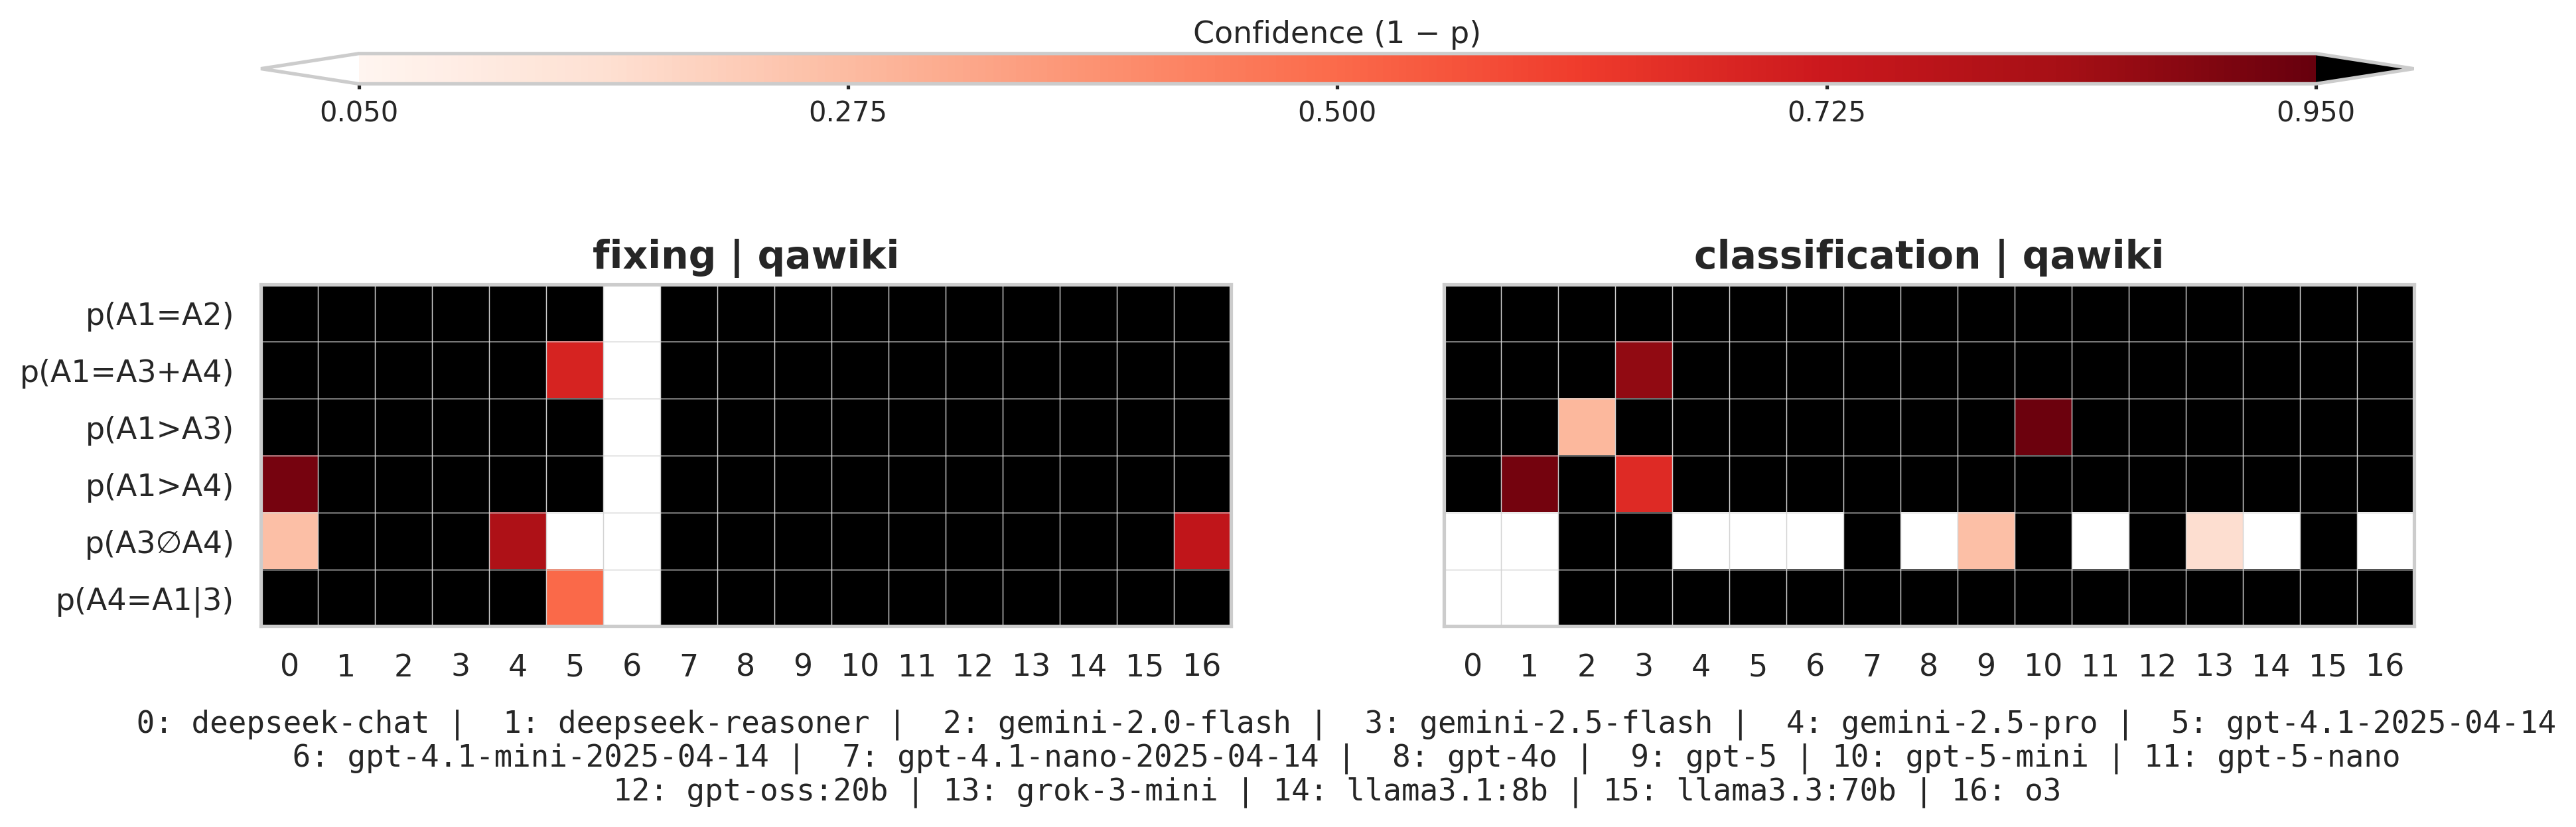 Confidence (1 − p)
0.050 0.275 0.500 0.725 0.950
fixing | qawiki
classification | qawiki
p(A1=A2)
p(A1=A3+A4)
p(A1>A3)
p(A1>A4)
p(A3∅A4)
p(A4=A1|3)
0 1 2 3 4 5 6 7 8 9 10 11 12 13 14 15 16
0 1 2 3 4 5 6 7 8 9 10 11 12 13 14 15 16
0: deepseek-chat | 1: deepseek-reasoner | 2: gemini-2.0-flash | 3: gemini-2.5-flash | 4: gemini-2.5-pro | 5: gpt-4.1-2025-04-14
6: gpt-4.1-mini-2025-04-14 | 7: gpt-4.1-nano-2025-04-14 | 8: gpt-4o | 9: gpt-5 | 10: gpt-5-mini | 11: gpt-5-nano
12: gpt-oss:20b | 13: grok-3-mini | 14: llama3.1:8b | 15: llama3.3:70b | 16: o3